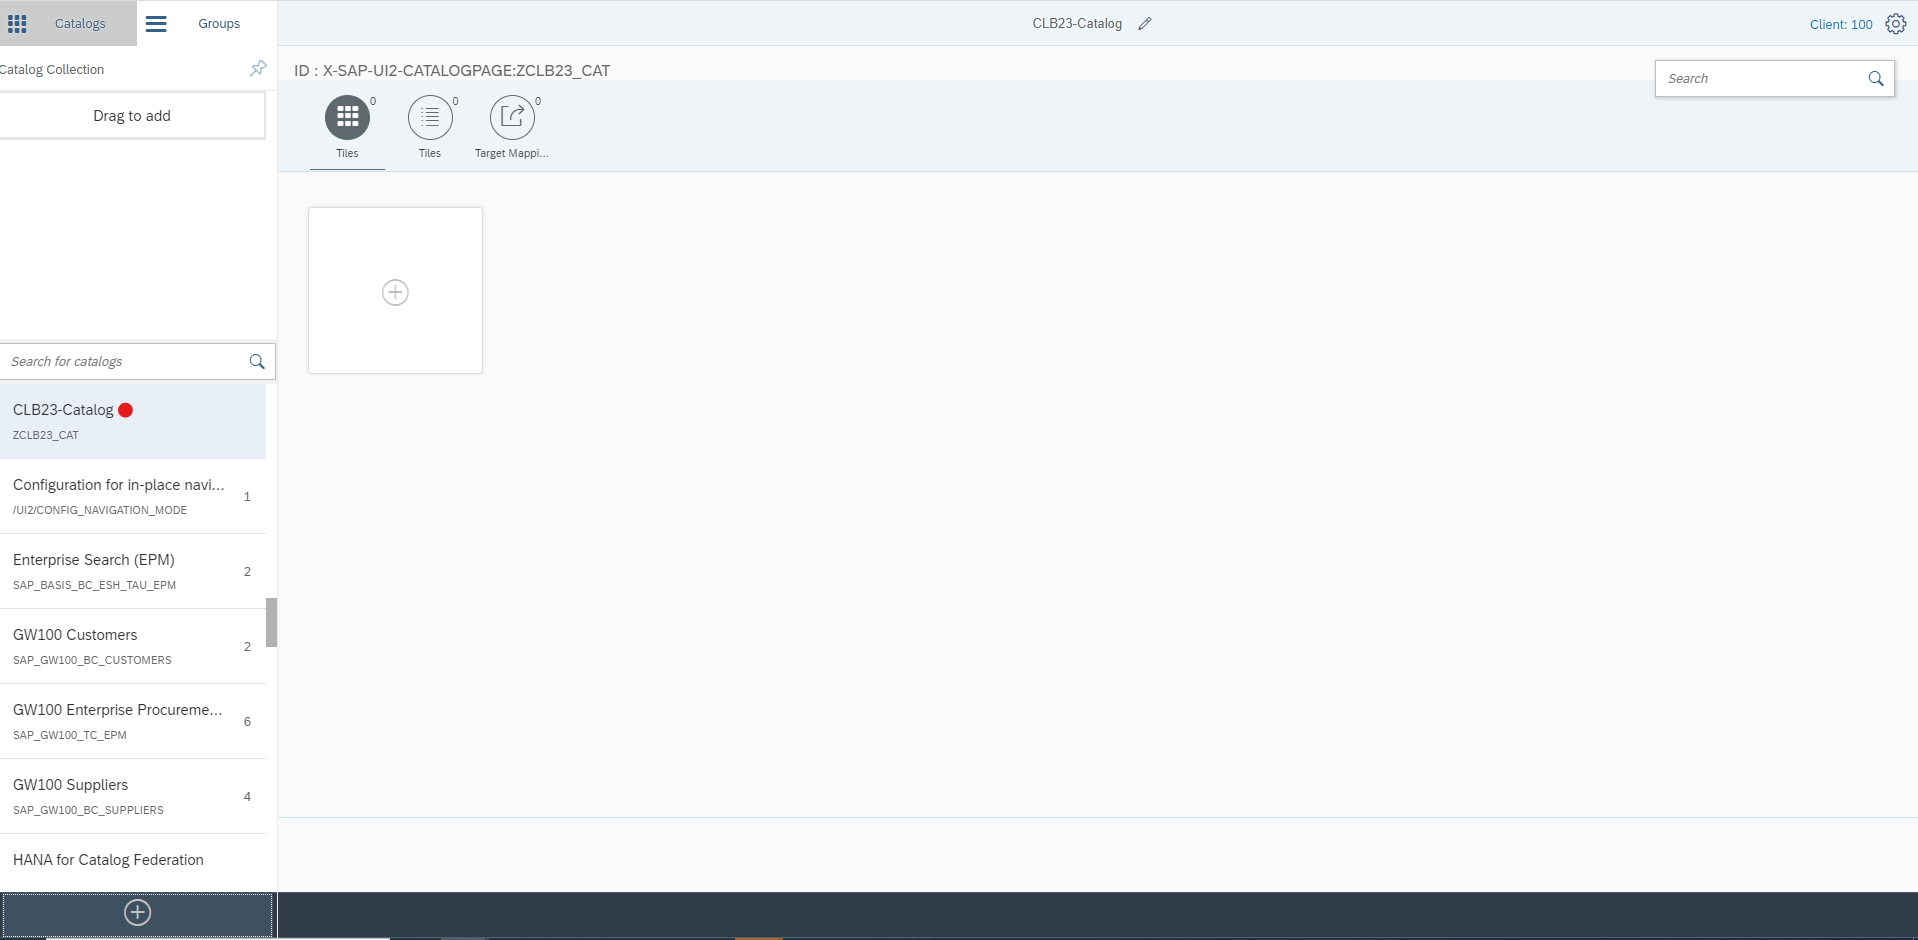 Catalogs
Groups
CLB23-Catalog
Client: 100
Catalog Collection
ID : X-SAP-UI2-CATALOGPAGE:ZCLB23_CAT
Search
Drag to add
0
0
0
Tiles
Tiles
Target Mappi...
Search for catalogs
CLB23-Catalog
ZCLB23_CAT
Configuration for in-place navi...
1
/UI2/CONFIG_NAVIGATION_MODE
Enterprise Search (EPM)
2
SAP_BASIS_BC_ESH_TAU_EPM
GW100 Customers
2
SAP_GW100_BC_CUSTOMERS
GW100 Enterprise Procureme...
6
SAP_GW100_TC_EPM
GW100 Suppliers
4
SAP_GW100_BC_SUPPLIERS
HANA for Catalog Federation